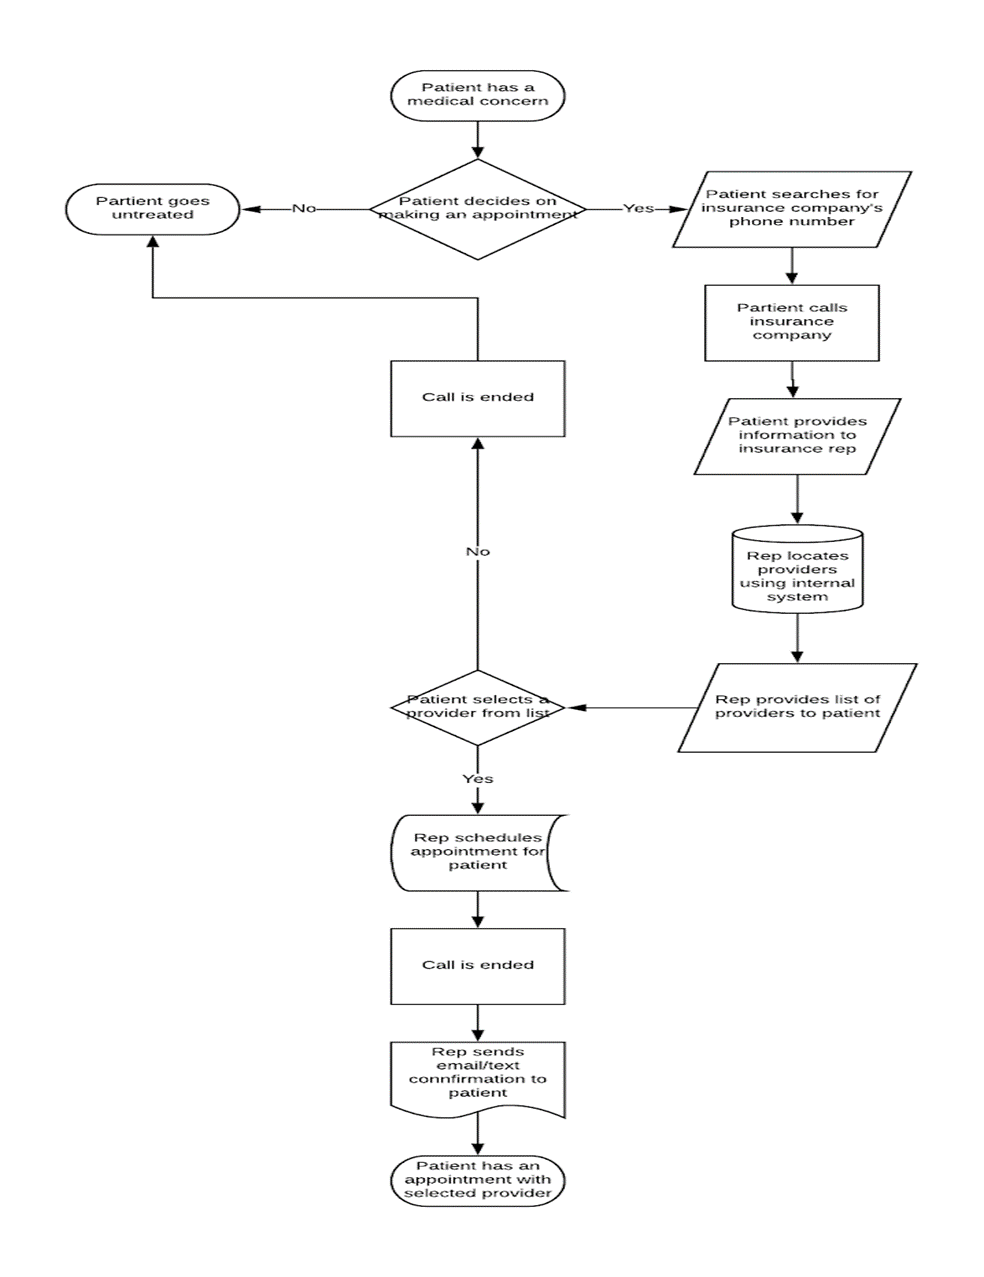 Patient has a
medical concern
Patient decides on
making an appointment
No
Partient goes
untreated
Yes
Patient searches for
insurance company's
phone number
Partient calls
insurance
company
Patient provides
information to
insurance rep
Rep locates
providers
using internal
system
Rep provides list of
providers to patient
Patient selects a
provider from list
No
Call is ended
Yes
Rep schedules
appointment for
patient
Call is ended
Rep sends
email/text
connfirmation to
patient
Patient has an
appointment with
selected provider